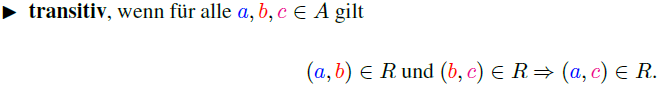 ▶ transitiv, wenn für alle a, b, c ∈ A gilt
(a, b) ∈ R und (b, c) ∈ R ⇒ (a, c) ∈ R.